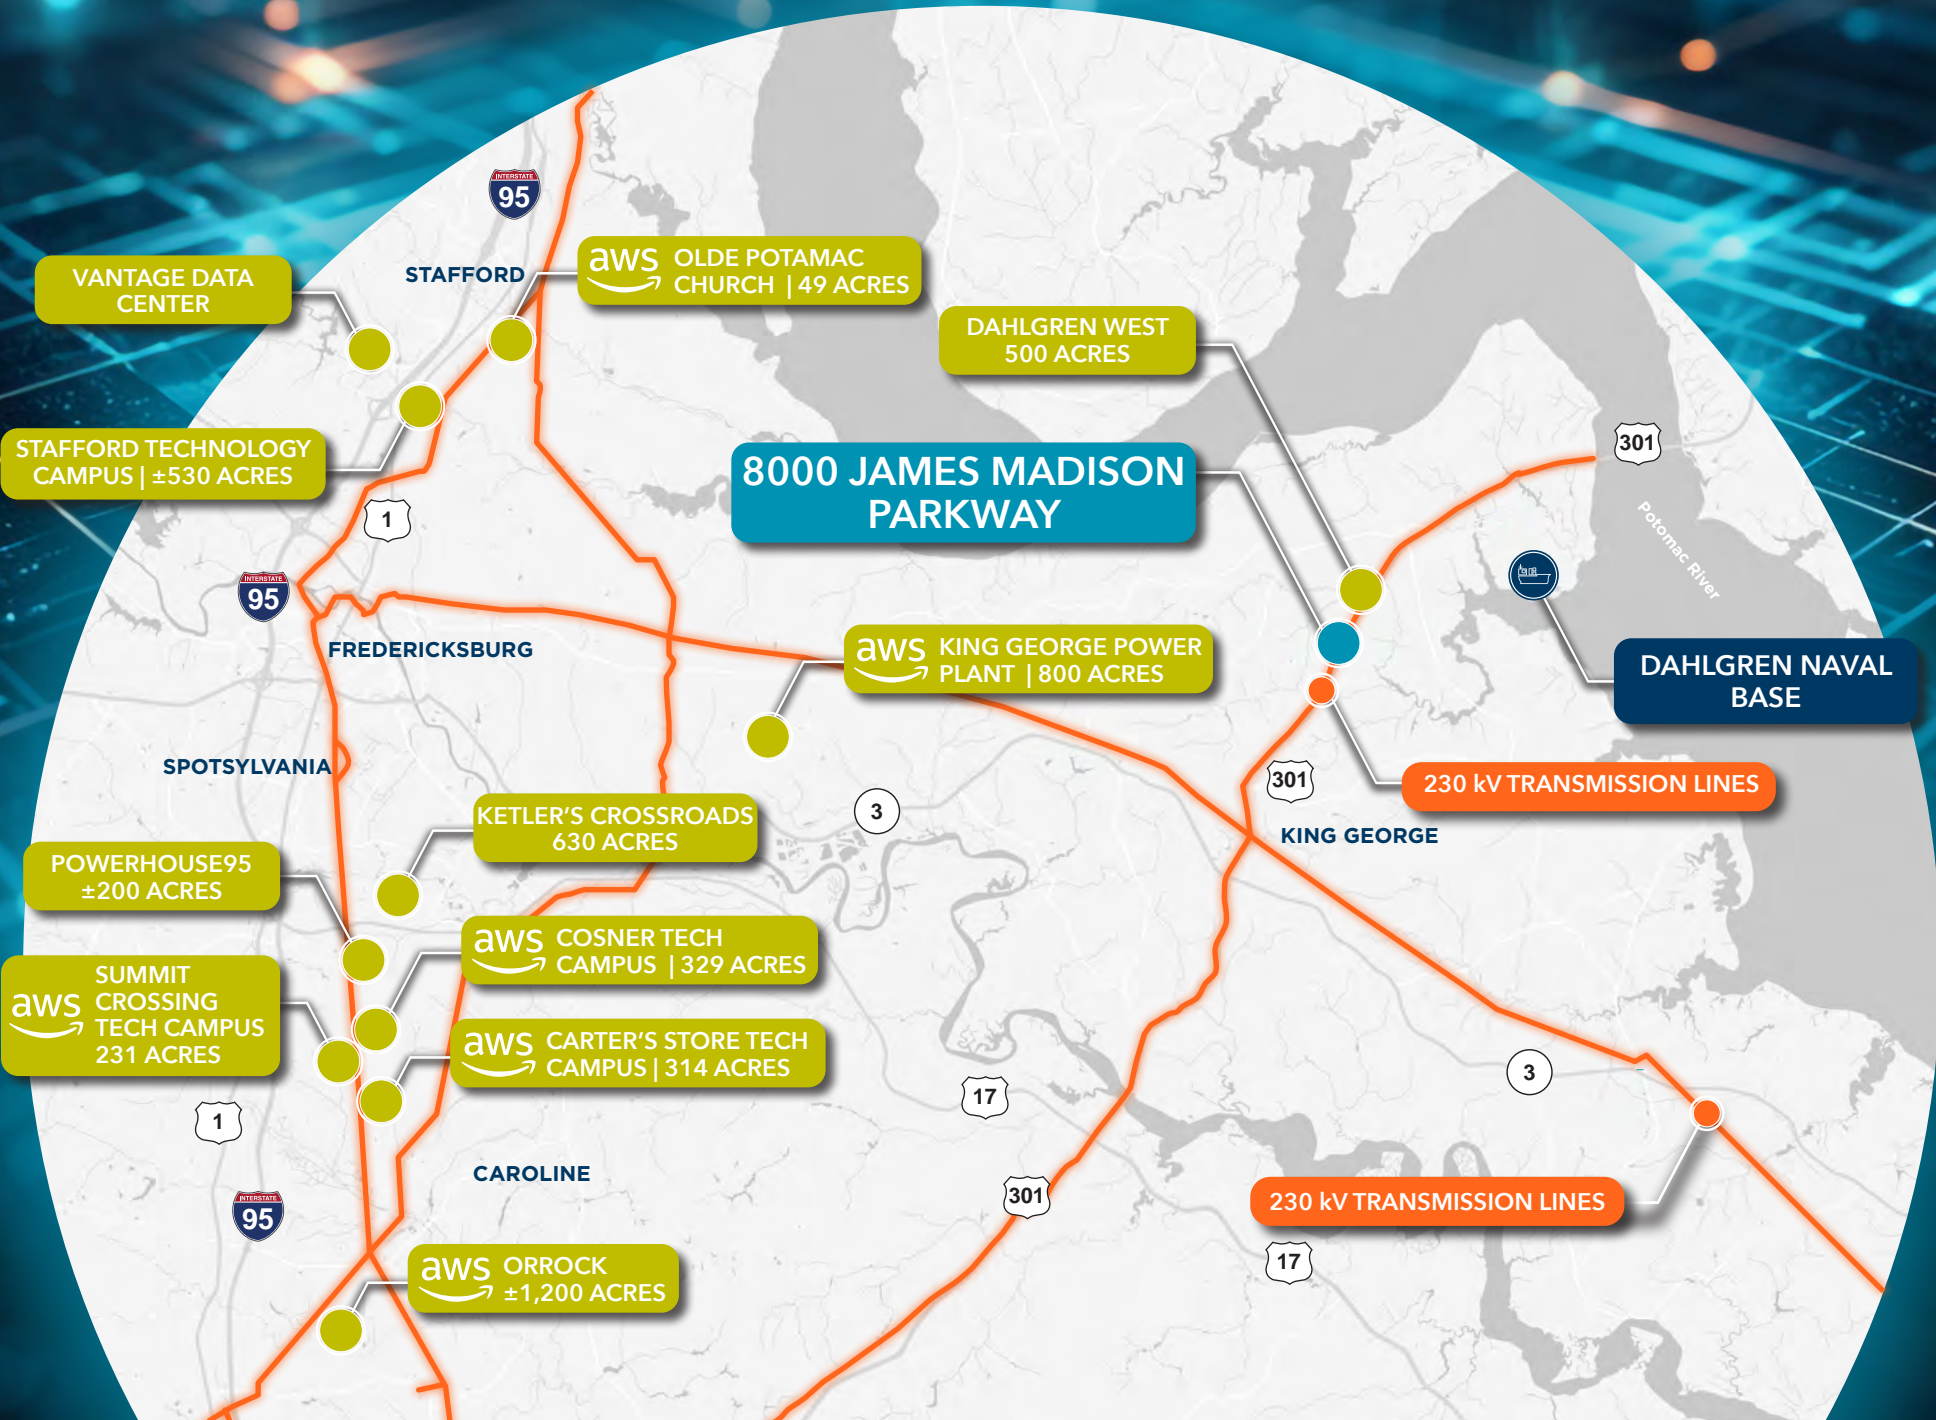 INTERSTATE
95
STAFFORD
aws
OLDE POTAMAC
CHURCH | 49 ACRES
VANTAGE DATA
CENTER
DAHLGREN WEST
500 ACRES
STAFFORD TECHNOLOGY
CAMPUS | ±530 ACRES
8000 JAMES MADISON
PARKWAY
301
1
Potomac River
INTERSTATE
95
FREDERICKSBURG
aws
KING GEORGE POWER
PLANT | 800 ACRES
DAHLGREN NAVAL
BASE
SPOTSYLVANIA
301
230 kV TRANSMISSION LINES
KETLER'S CROSSROADS
630 ACRES
3
KING GEORGE
POWERHOUSE95
±200 ACRES
aws
COSNER TECH
CAMPUS | 329 ACRES
aws
SUMMIT
CROSSING
TECH CAMPUS
231 ACRES
aws
CARTER'S STORE TECH
CAMPUS | 314 ACRES
3
17
1
CAROLINE
301
230 kV TRANSMISSION LINES
INTERSTATE
95
17
aws
ORROCK
±1,200 ACRES